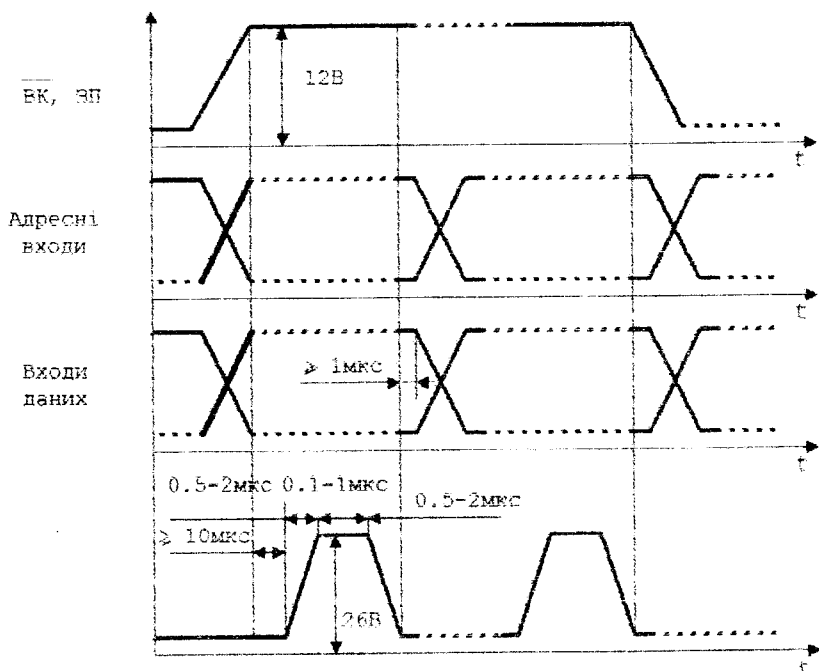 12В
ВК, ЗП
t
Адресні
входи
t
Входи
даних
⩾ 1мкс
t
0.5-2мкс 0.1-1мкс
0.5-2мкс
⩾ 10мкс
26В
t